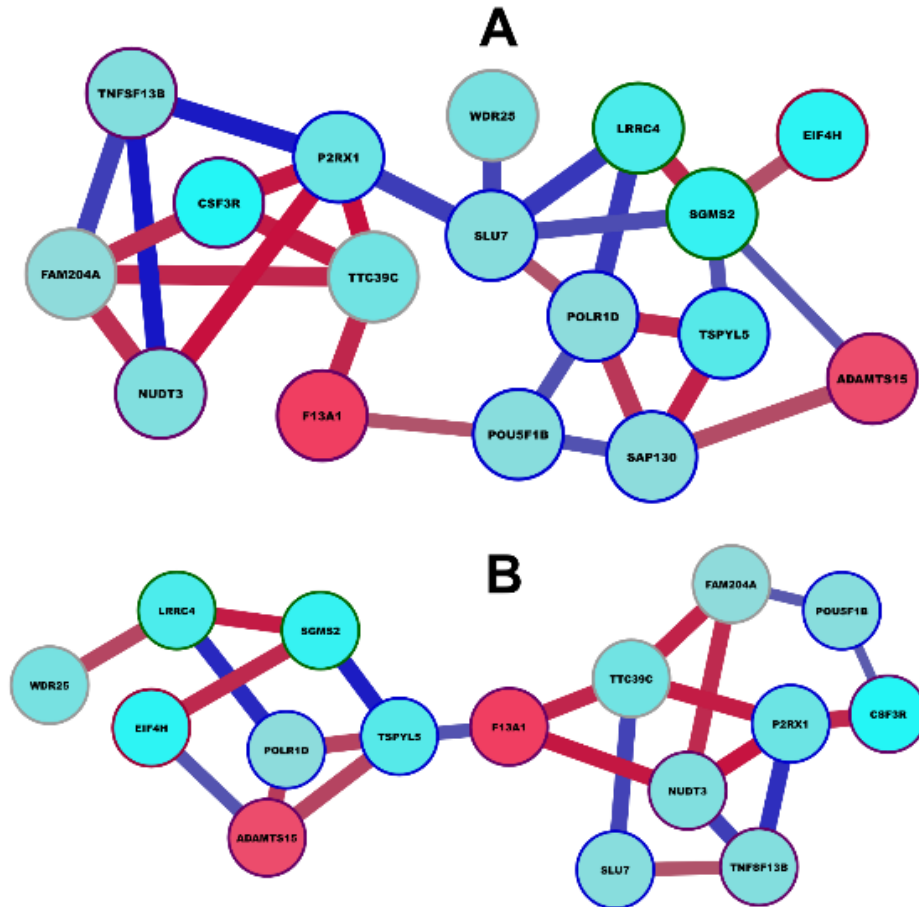 A
TNFSF13B
WDR25
LRRC4
EIF4H
P2RX1
CSF3R
SGMS2
SLU7
FAM204A
TTC39C
POLR1D
TSPYL5
ADAMTS15
NUDT3
F13A1
POU5F1B
SAP130
B
FAM204A
LRRC4
POU5F1B
SGMS2
TTC39C
WDR25
CSF3R
EIF4H
F13A1
P2RX1
POLR1D
TSPYL5
NUDT3
ADAMTS15
SLU7
TNFSF13B